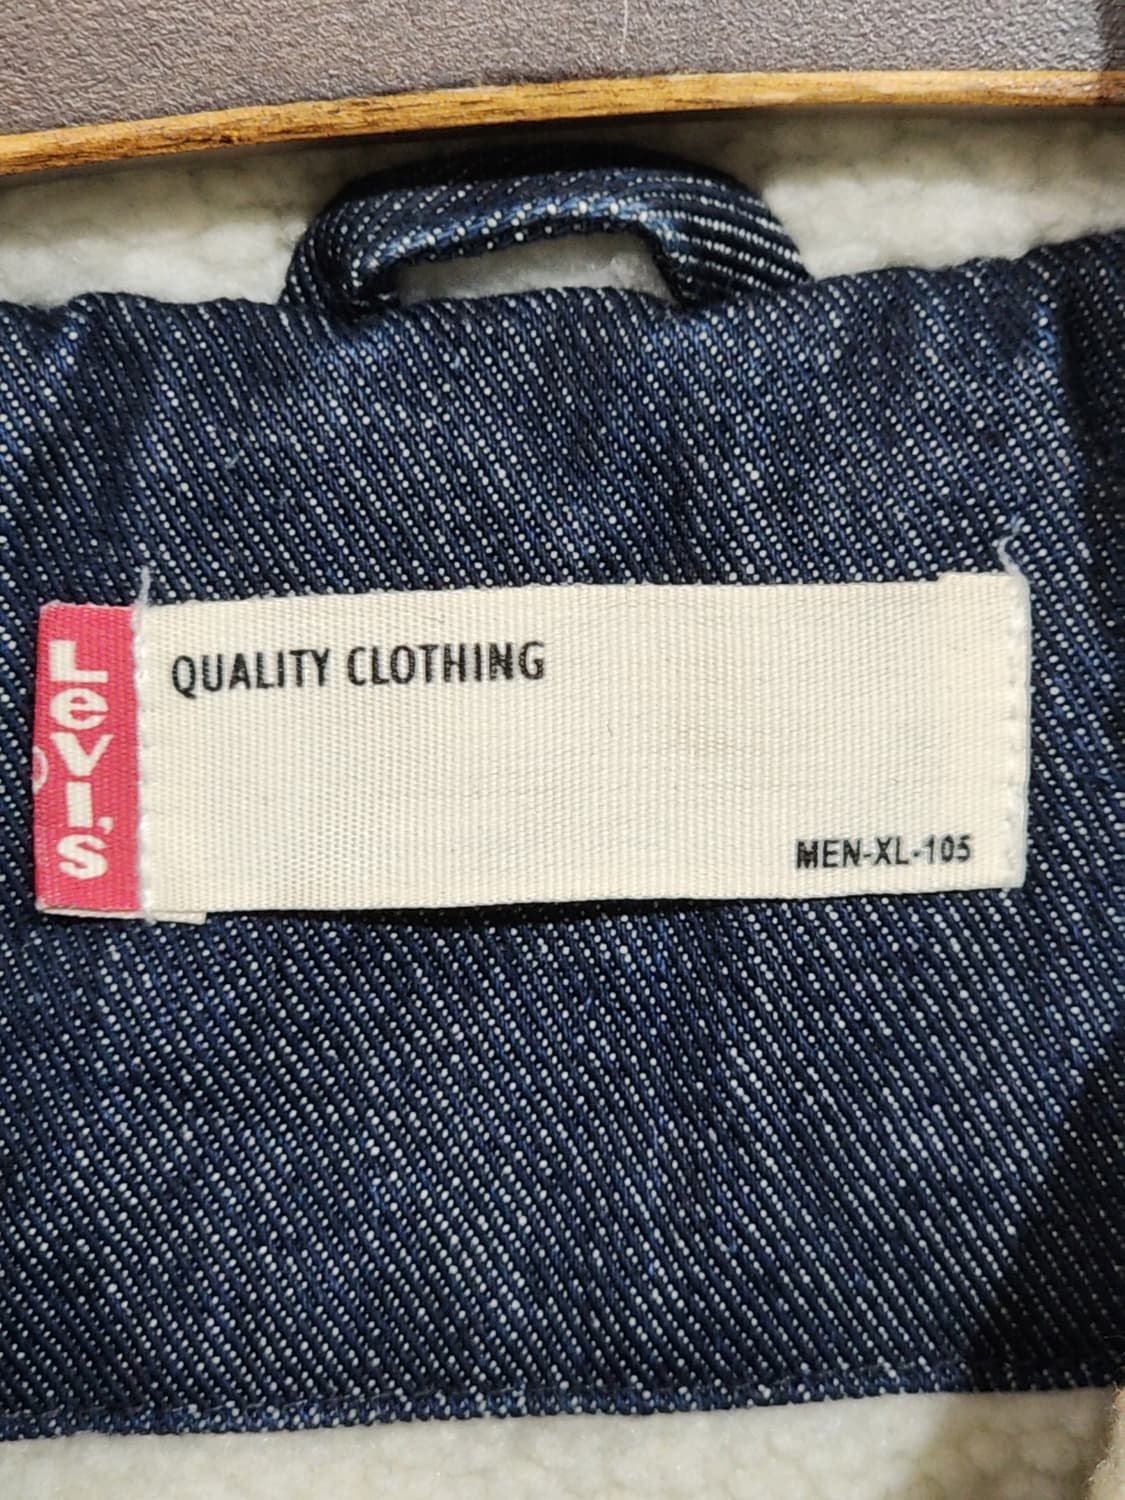 Levi's
®
QUALITY CLOTHING
MEN-XL-105